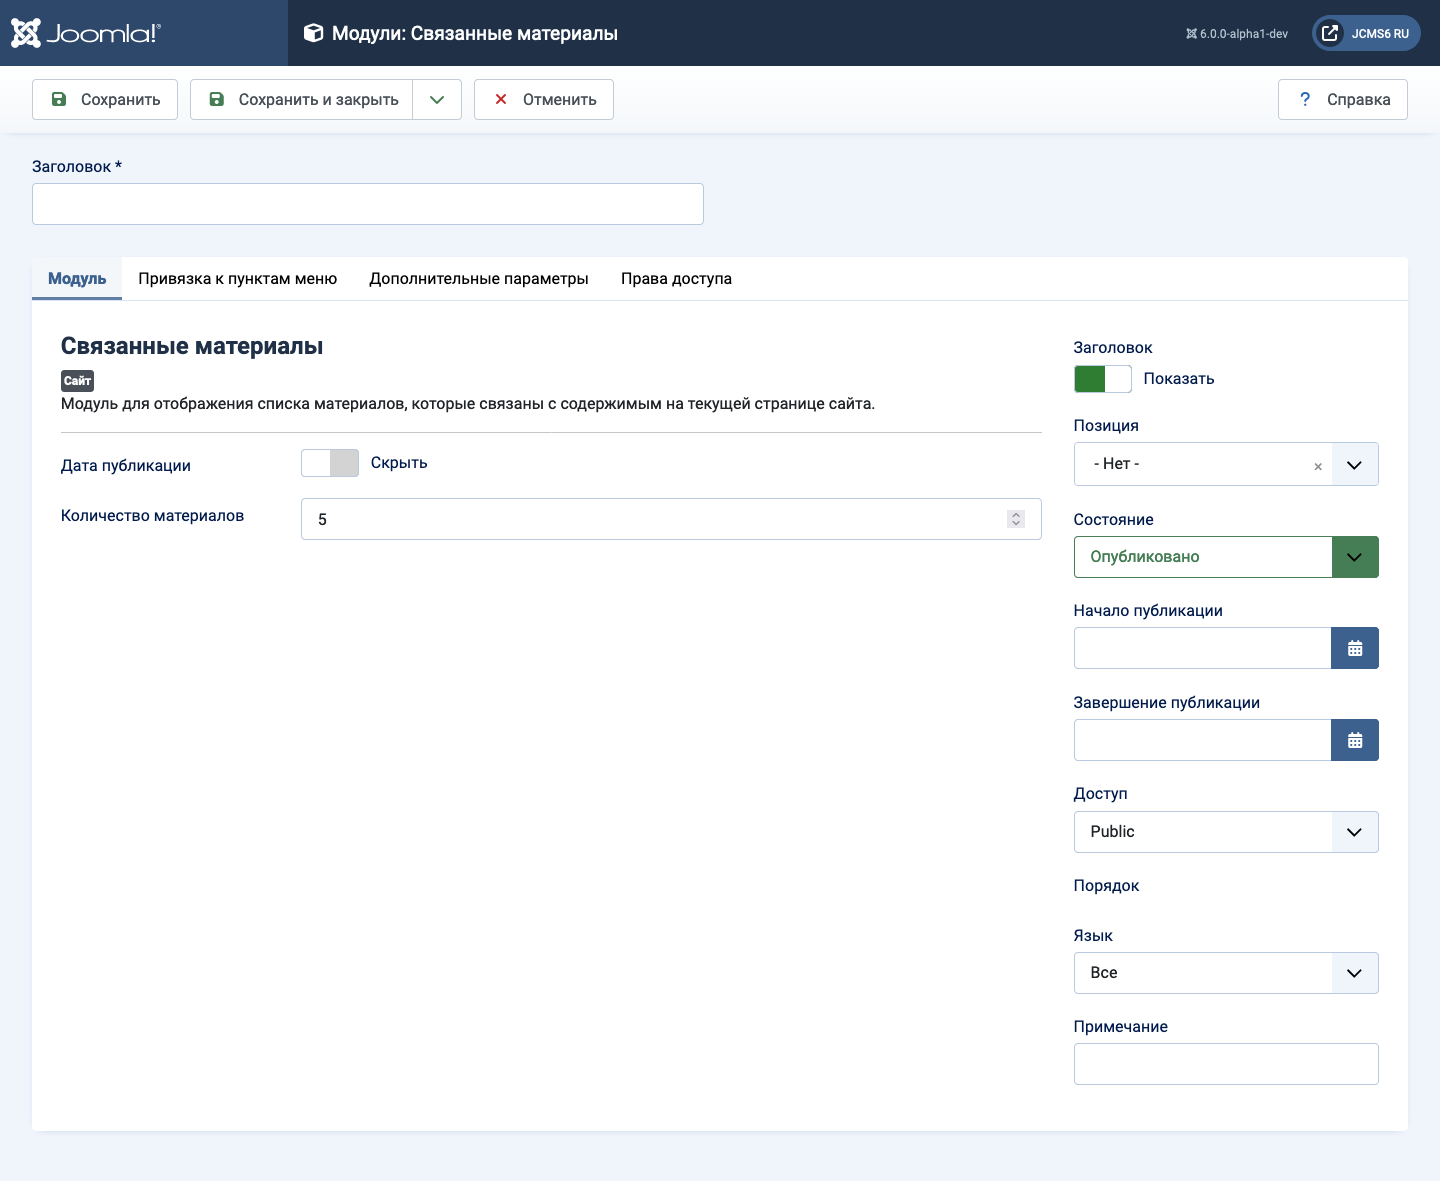 Joomla!®
Модули: Связанные материалы
6.0.0-alpha1-dev
JCMS6 RU
Сохранить
Сохранить и закрыть
Отменить
? Справка
Заголовок *
Модуль
Привязка к пунктам меню
Дополнительные параметры
Права доступа
Связанные материалы
Сайт
Модуль для отображения списка материалов, которые связаны с содержимым на текущей странице сайта.
Дата публикации
Скрыть
Количество материалов
5
Заголовок
Показать
Позиция
- Нет -
×
Состояние
Опубликовано
Начало публикации
Завершение публикации
Доступ
Public
Порядок
Язык
Все
Примечание